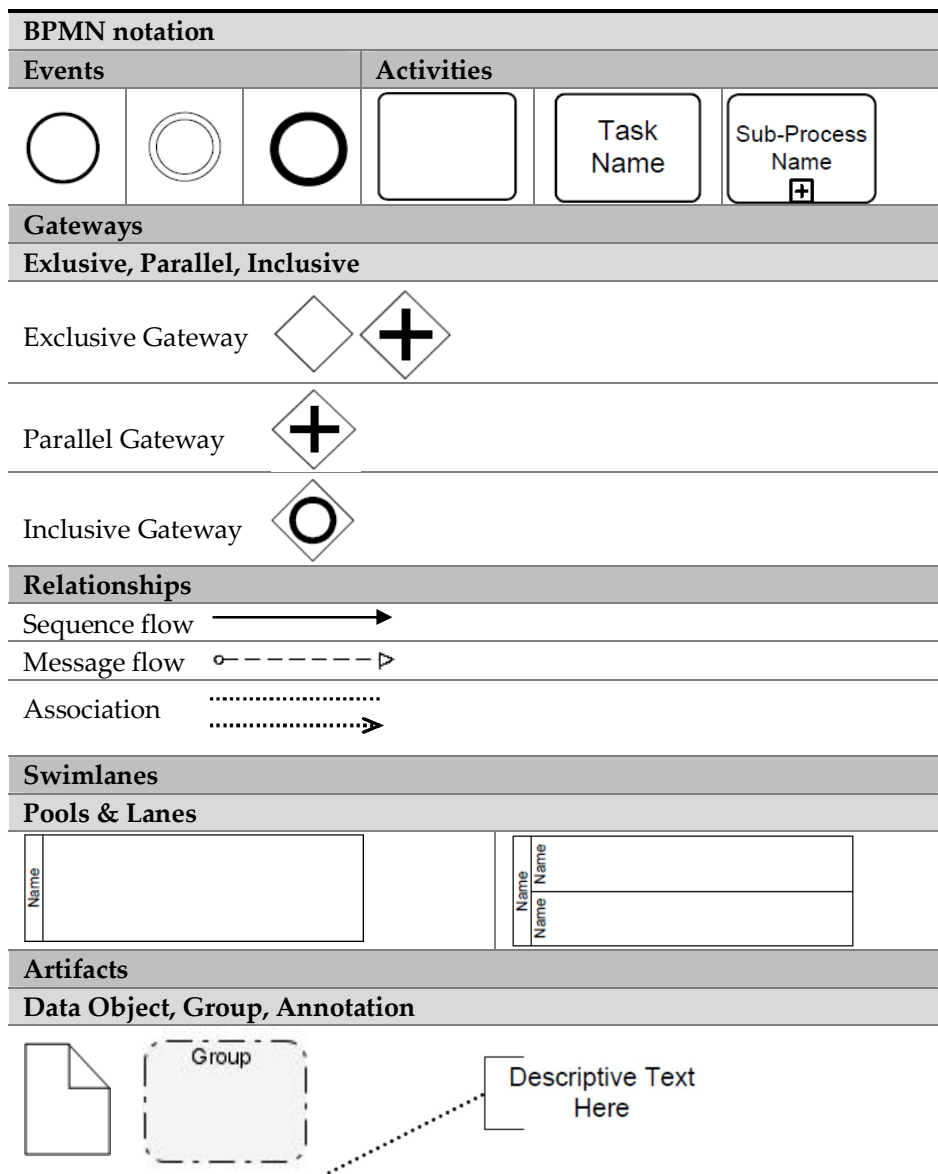 BPMN notation
Events Activities
Task
Name
Sub-Process
Name
Gateways
Exlusive, Parallel, Inclusive
Exclusive Gateway
Parallel Gateway
Inclusive Gateway
Relationships
Sequence flow
Message flow
Association
Swimlanes
Pools & Lanes
Name
Name
Name
Name
Artifacts
Data Object, Group, Annotation
Group
Descriptive Text
Here